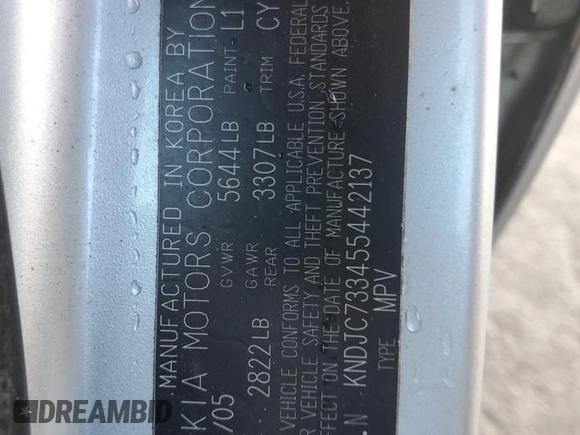 MANUFACTURED IN KOREA BY
KIA MOTORS CORPORATION
/05 GVWR 5644LB PAINT- L1
2822LB GAWR REAR 3307LB TRIM CY
VEHICLE CONFORMS TO ALL APPLICABLE U.S.A. FEDERAL
R VEHICLE SAFETY AND THEFT PREVENTION STANDARDS
EFFECT ON THE DATE OF MANUFACTURE SHOWN ABOVE.
.N KNDJC733455442137
TYPE MPV
DREAMBID